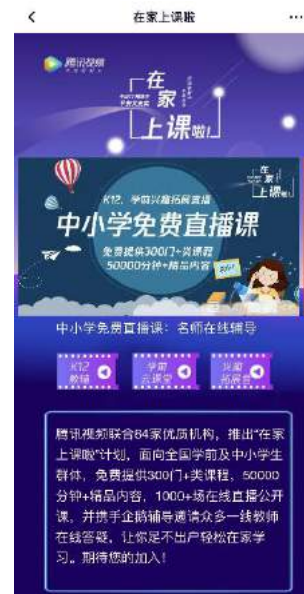 在家上课啦
腾讯视频
在
家
上课啦!
在
家
上课啦!
K12、学前兴趣拓展直播
中小学免费直播课
免费提供300门+类课程
50000分钟+精品内容
中小学免费直播课:名师在线辅导
K12
教辅
学前
云课堂
兴趣
拓展营
腾讯视频联合64家优质机构,推出“在家
上课啦”计划,面向全国学前及中小学生
群体,免费提供300门+类课程,50000
分钟+精品内容,1000+场在线直播公开
课,并携手企鹅辅导邀请众多一线教师
在线答疑,让你足不出户轻松在家学
习。期待您的加入!